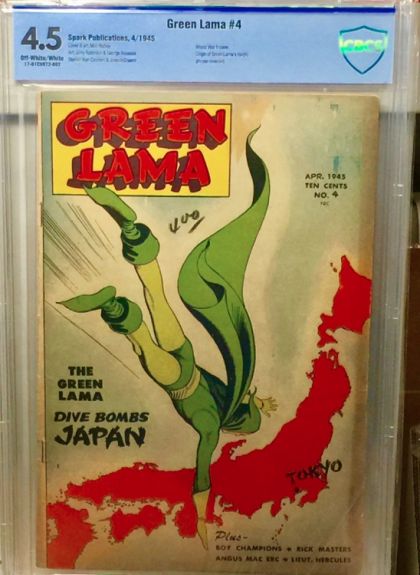 Green Lama #4
4.5
Off-White/White
Spark Publications, 4/1945
CBCS
GREEN
LAMA
APR. 1945
TEN CENTS
NO. 4
400
THE
GREEN
LAMA
DIVE BOMBS
JAPAN
TOKYO
Plus-
BOY CHAMPIONS ★ RICK MASTERS
ANGUS MAC ERC ★ LIEUT. HERCULES